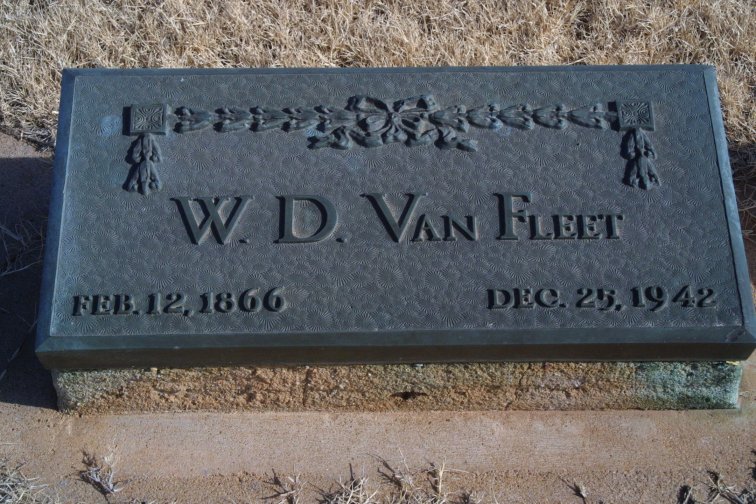 W. D. VAN FLEET
FEB. 12, 1866 DEC. 25, 1942